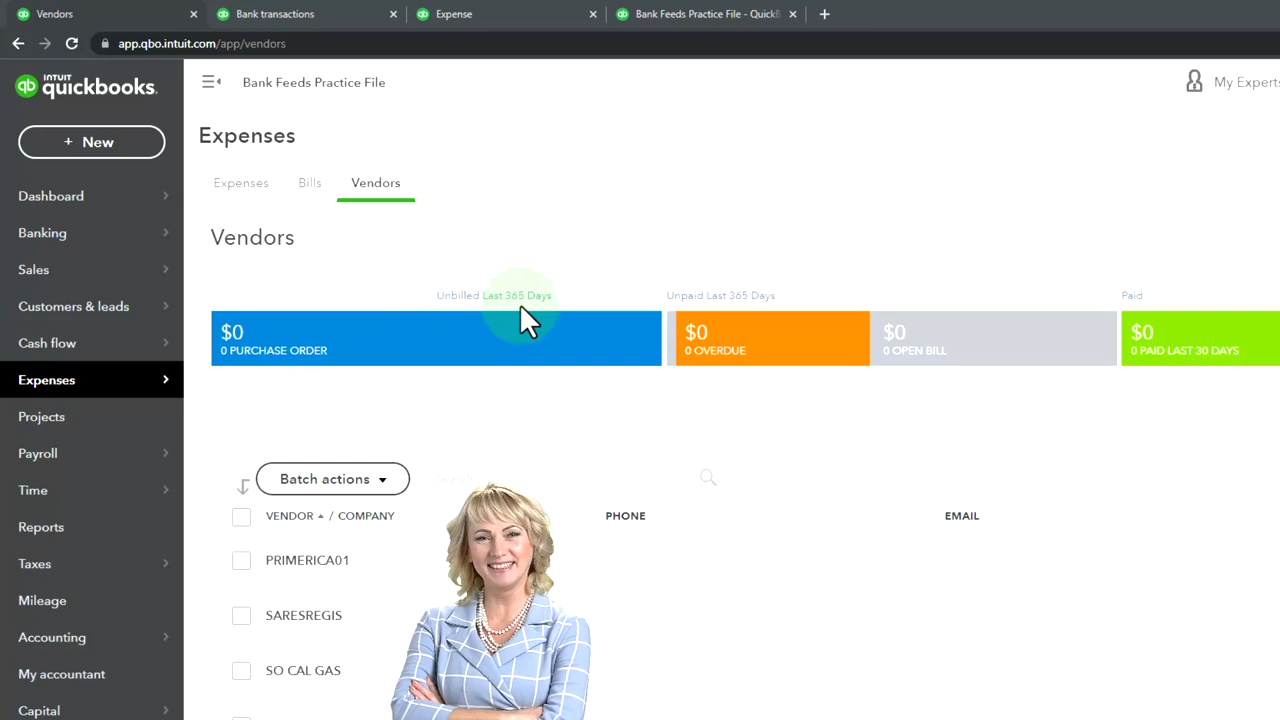 Vendors
Bank transactions
Expense
Bank Feeds Practice File - QuickB
app.qbo.intuit.com/app/vendors
INTUIT
quickbooks.
Bank Feeds Practice File
My Experts
+ New
Expenses
Expenses Bills Vendors
Dashboard
Banking
Sales
Customers & leads
Cash flow
Expenses
Projects
Payroll
Time
Reports
Taxes
Mileage
Accounting
My accountant
Capital
Vendors
Unbilled Last 365 Days
Unpaid Last 365 Days
Paid
$0
0 PURCHASE ORDER
$0
0 OVERDUE
$0
0 OPEN BILL
$0
0 PAID LAST 30 DAYS
Batch actions
VENDOR / COMPANY PHONE EMAIL
PRIMERICA01
SARESREGIS
SO CAL GAS